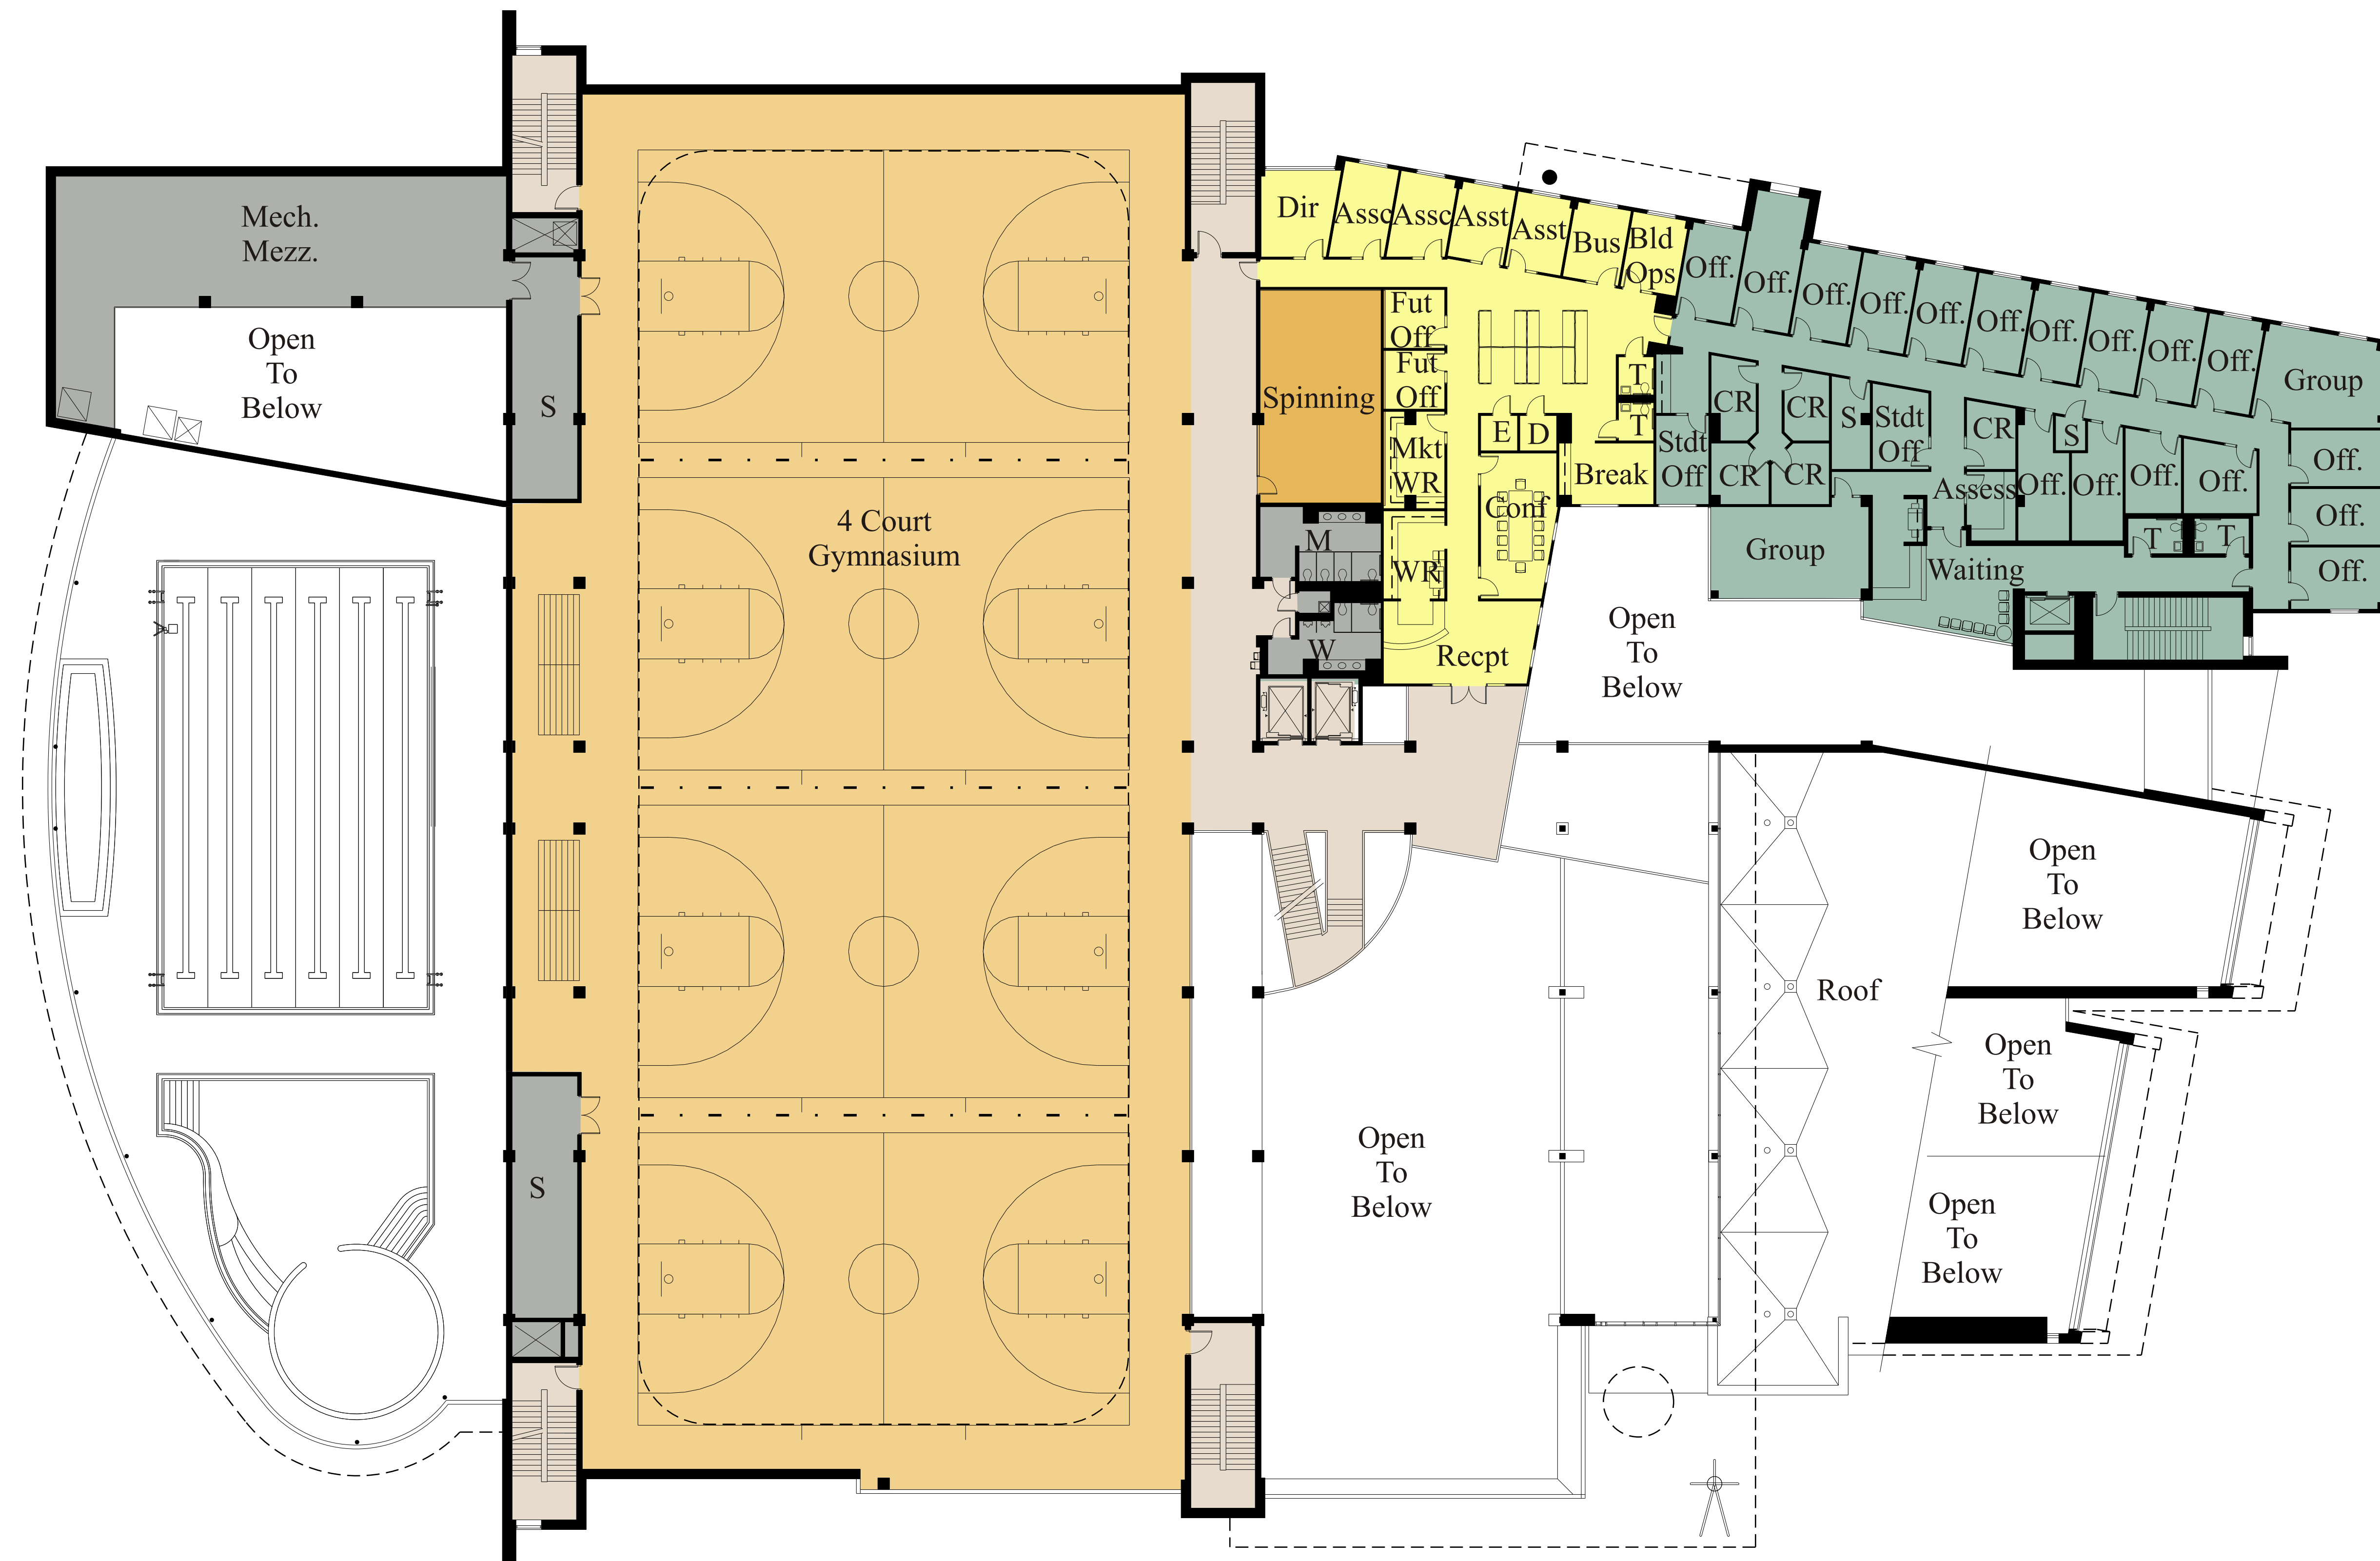 Mech.
Mezz.
Open
To
Below
S
4 Court
Gymnasium
S
Dir
Assc
Assc
Asst
Asst
Bus
Bld
Ops
Fut
Off
Fut
Off
Spinning
Mkt
WR
E
D
T
T
Break
Conf
M
WR
W
Recpt
Off.
Off.
Off.
Off.
Off.
Off.
Off.
Off.
Off.
Off.
Group
CR
CR
S
Stdt
Off
CR
S
Stdt
Off
CR
CR
Assess
Off.
Off.
Off.
Off.
Off.
Off.
Off.
Group
T
T
Waiting
Open
To
Below
Open
To
Below
Roof
Open
To
Below
Open
To
Below
Open
To
Below